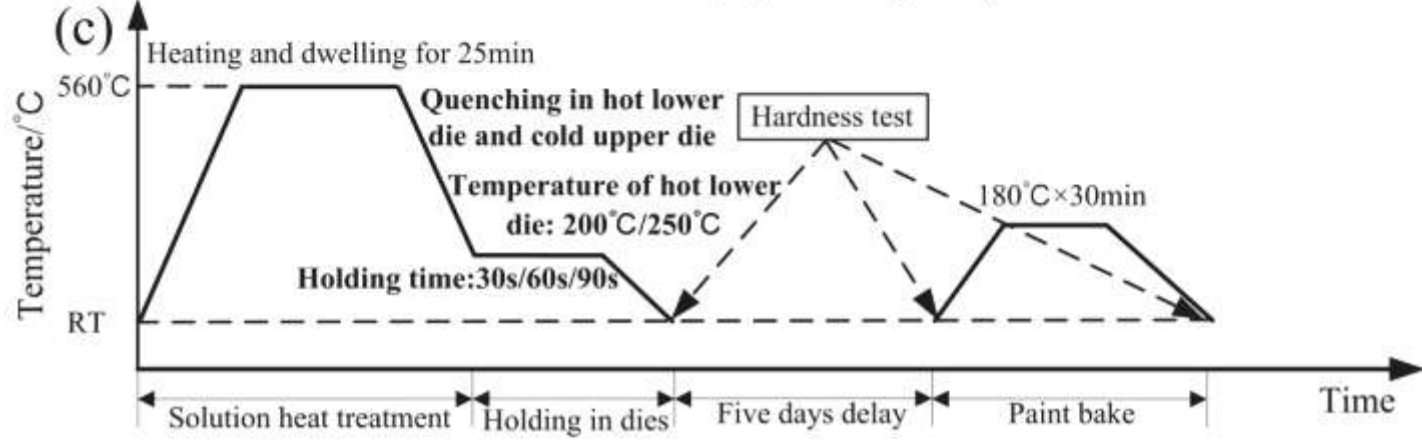 (c)
Heating and dwelling for 25min
560℃
Quenching in hot lower
die and cold upper die
Hardness test
Temperature of hot lower
die: 200℃/250℃
180℃×30min
Holding time:30s/60s/90s
Temperature/℃
RT
Solution heat treatment
Holding in dies
Five days delay
Paint bake
Time